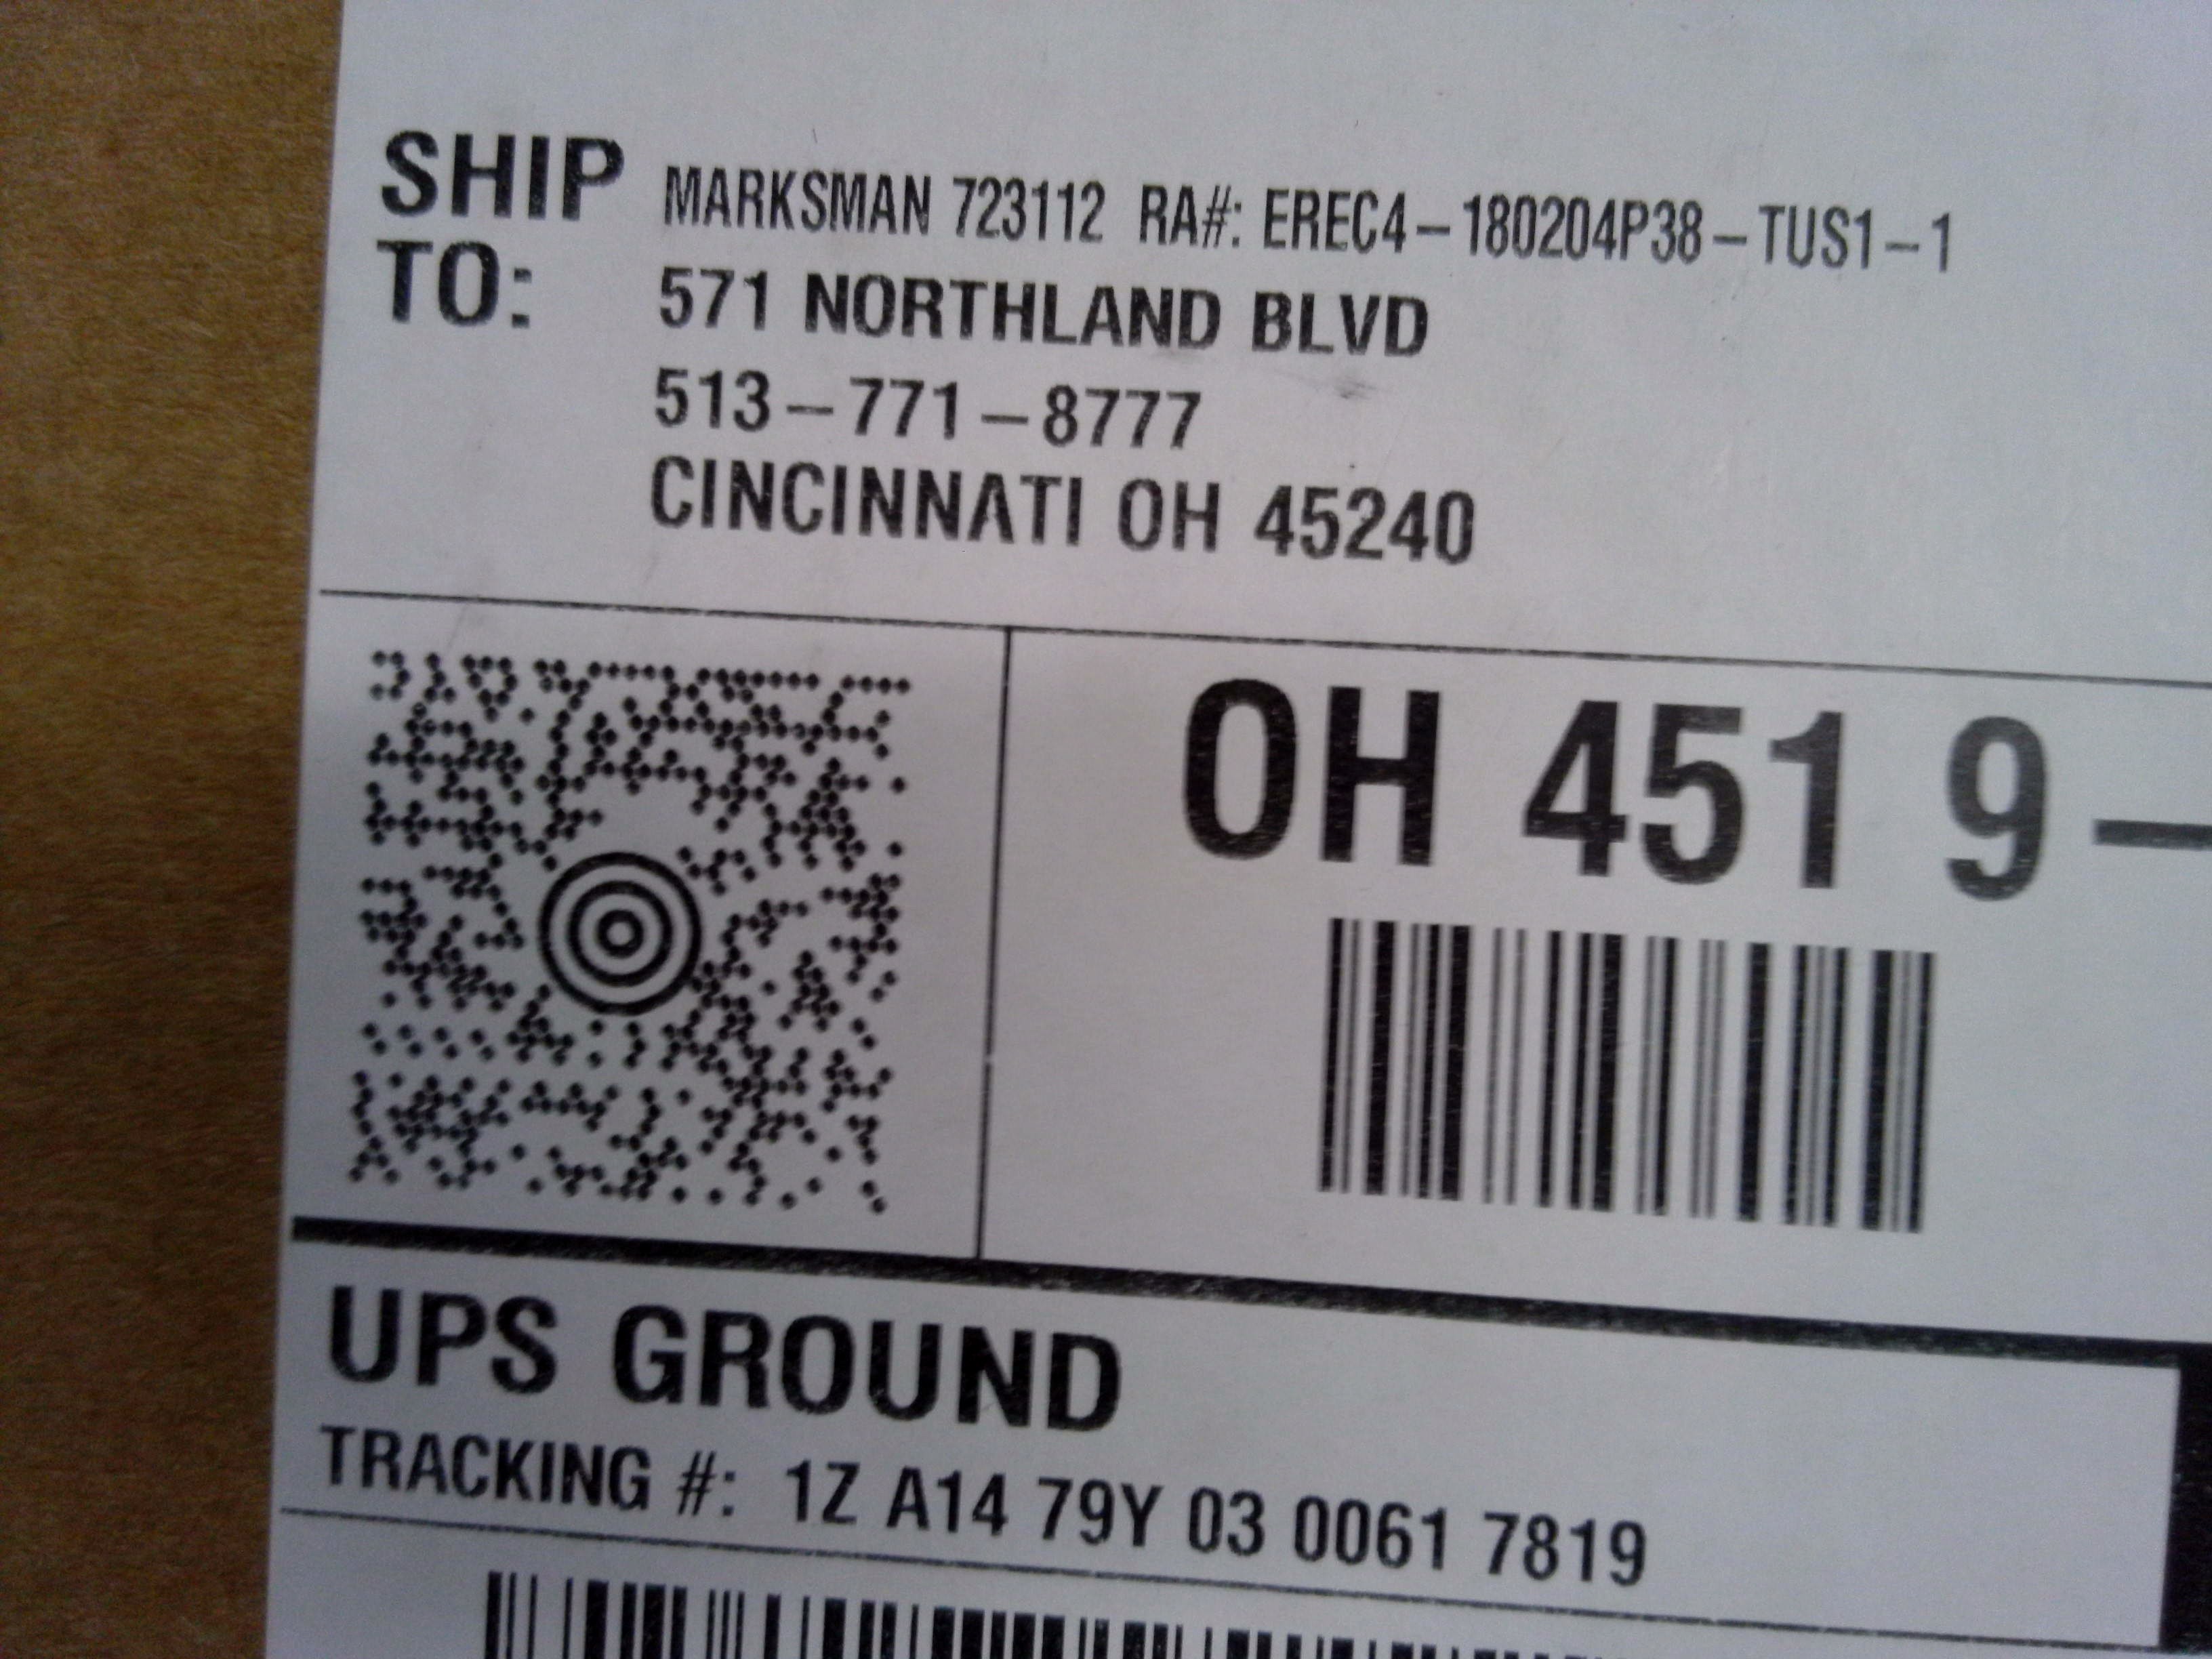 SHIP
TO:
MARKSMAN 723112 RA#: EREC4-180204P38-TUS1-1
571 NORTHLAND BLVD
513-771-8777
CINCINNATI OH 45240
OH 451 9-
UPS GROUND
TRACKING #: 1Z A14 79Y 03 0061 7819